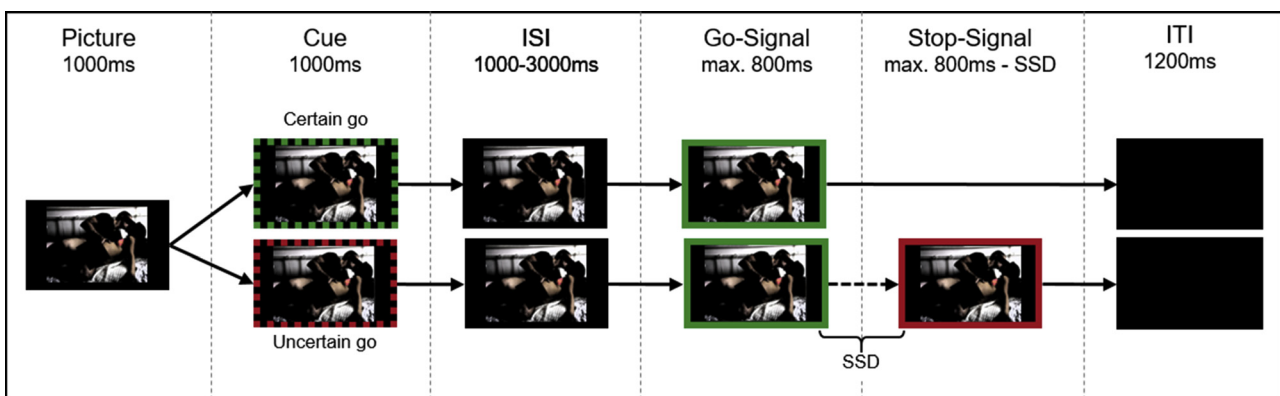 Picture
1000ms
Cue
1000ms
ISI
1000-3000ms
Go-Signal
max. 800ms
Stop-Signal
max. 800ms - SSD
ITI
1200ms
Certain go
Uncertain go
SSD